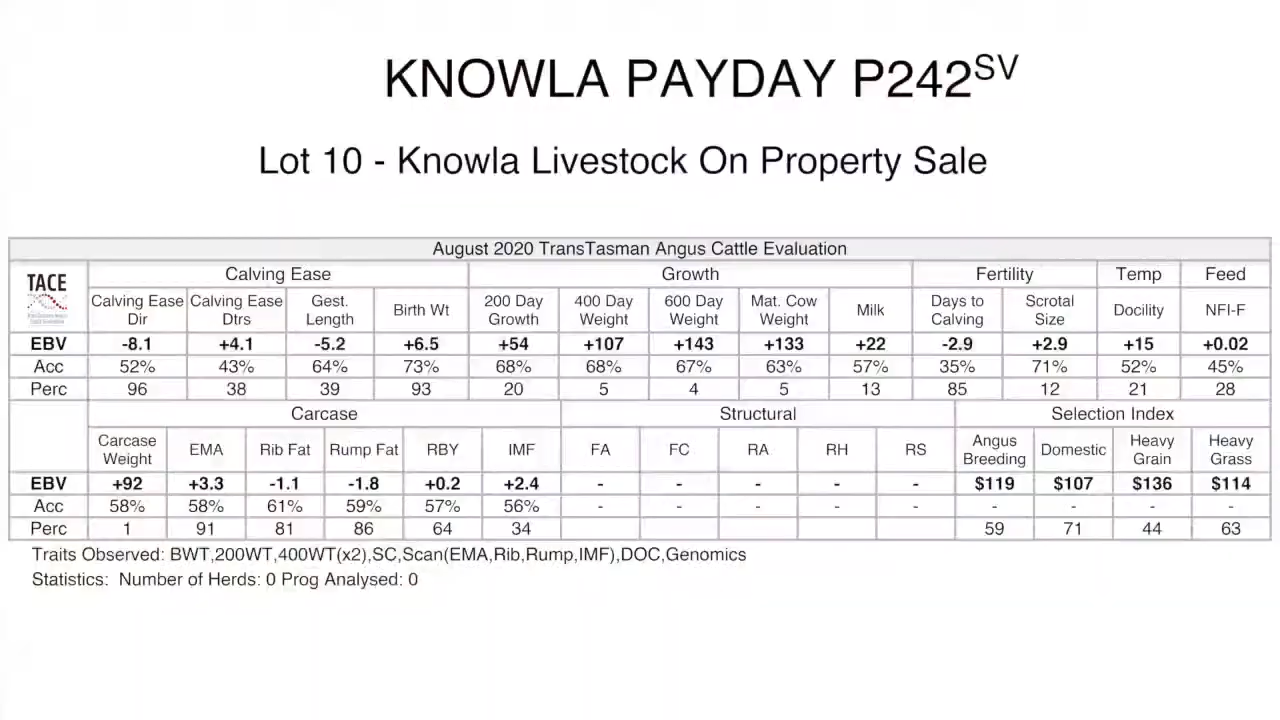 KNOWLA PAYDAY P242SV
Lot 10 - Knowla Livestock On Property Sale
August 2020 TransTasman Angus Cattle Evaluation
TACE Calving Ease Growth Fertility Temp Feed
Calving Ease Dir Calving Ease Dtrs Gest. Length Birth Wt 200 Day Growth 400 Day Weight 600 Day Weight Mat. Cow Weight Milk Days to Calving Scrotal Size Docility NFI-F
EBV -8.1 +4.1 -5.2 +6.5 +54 +107 +143 +133 +22 -2.9 +2.9 +15 +0.02
Acc 52% 43% 64% 73% 68% 68% 67% 63% 57% 35% 71% 52% 45%
Perc 96 38 39 93 20 5 4 5 13 85 12 21 28
Carcase Structural Selection Index
Carcase Weight EMA Rib Fat Rump Fat RBY IMF FA FC RA RH RS Angus Breeding Domestic Heavy Grain Heavy Grass
EBV +92 +3.3 -1.1 -1.8 +0.2 +2.4 - - - - - $119 $107 $136 $114
Acc 58% 58% 61% 59% 57% 56% - - - - - - - - -
Perc 1 91 81 86 64 34 59 71 44 63
Traits Observed: BWT,200WT,400WT(x2),SC,Scan(EMA,Rib,Rump,IMF),DOC,Genomics
Statistics: Number of Herds: 0 Prog Analysed: 0